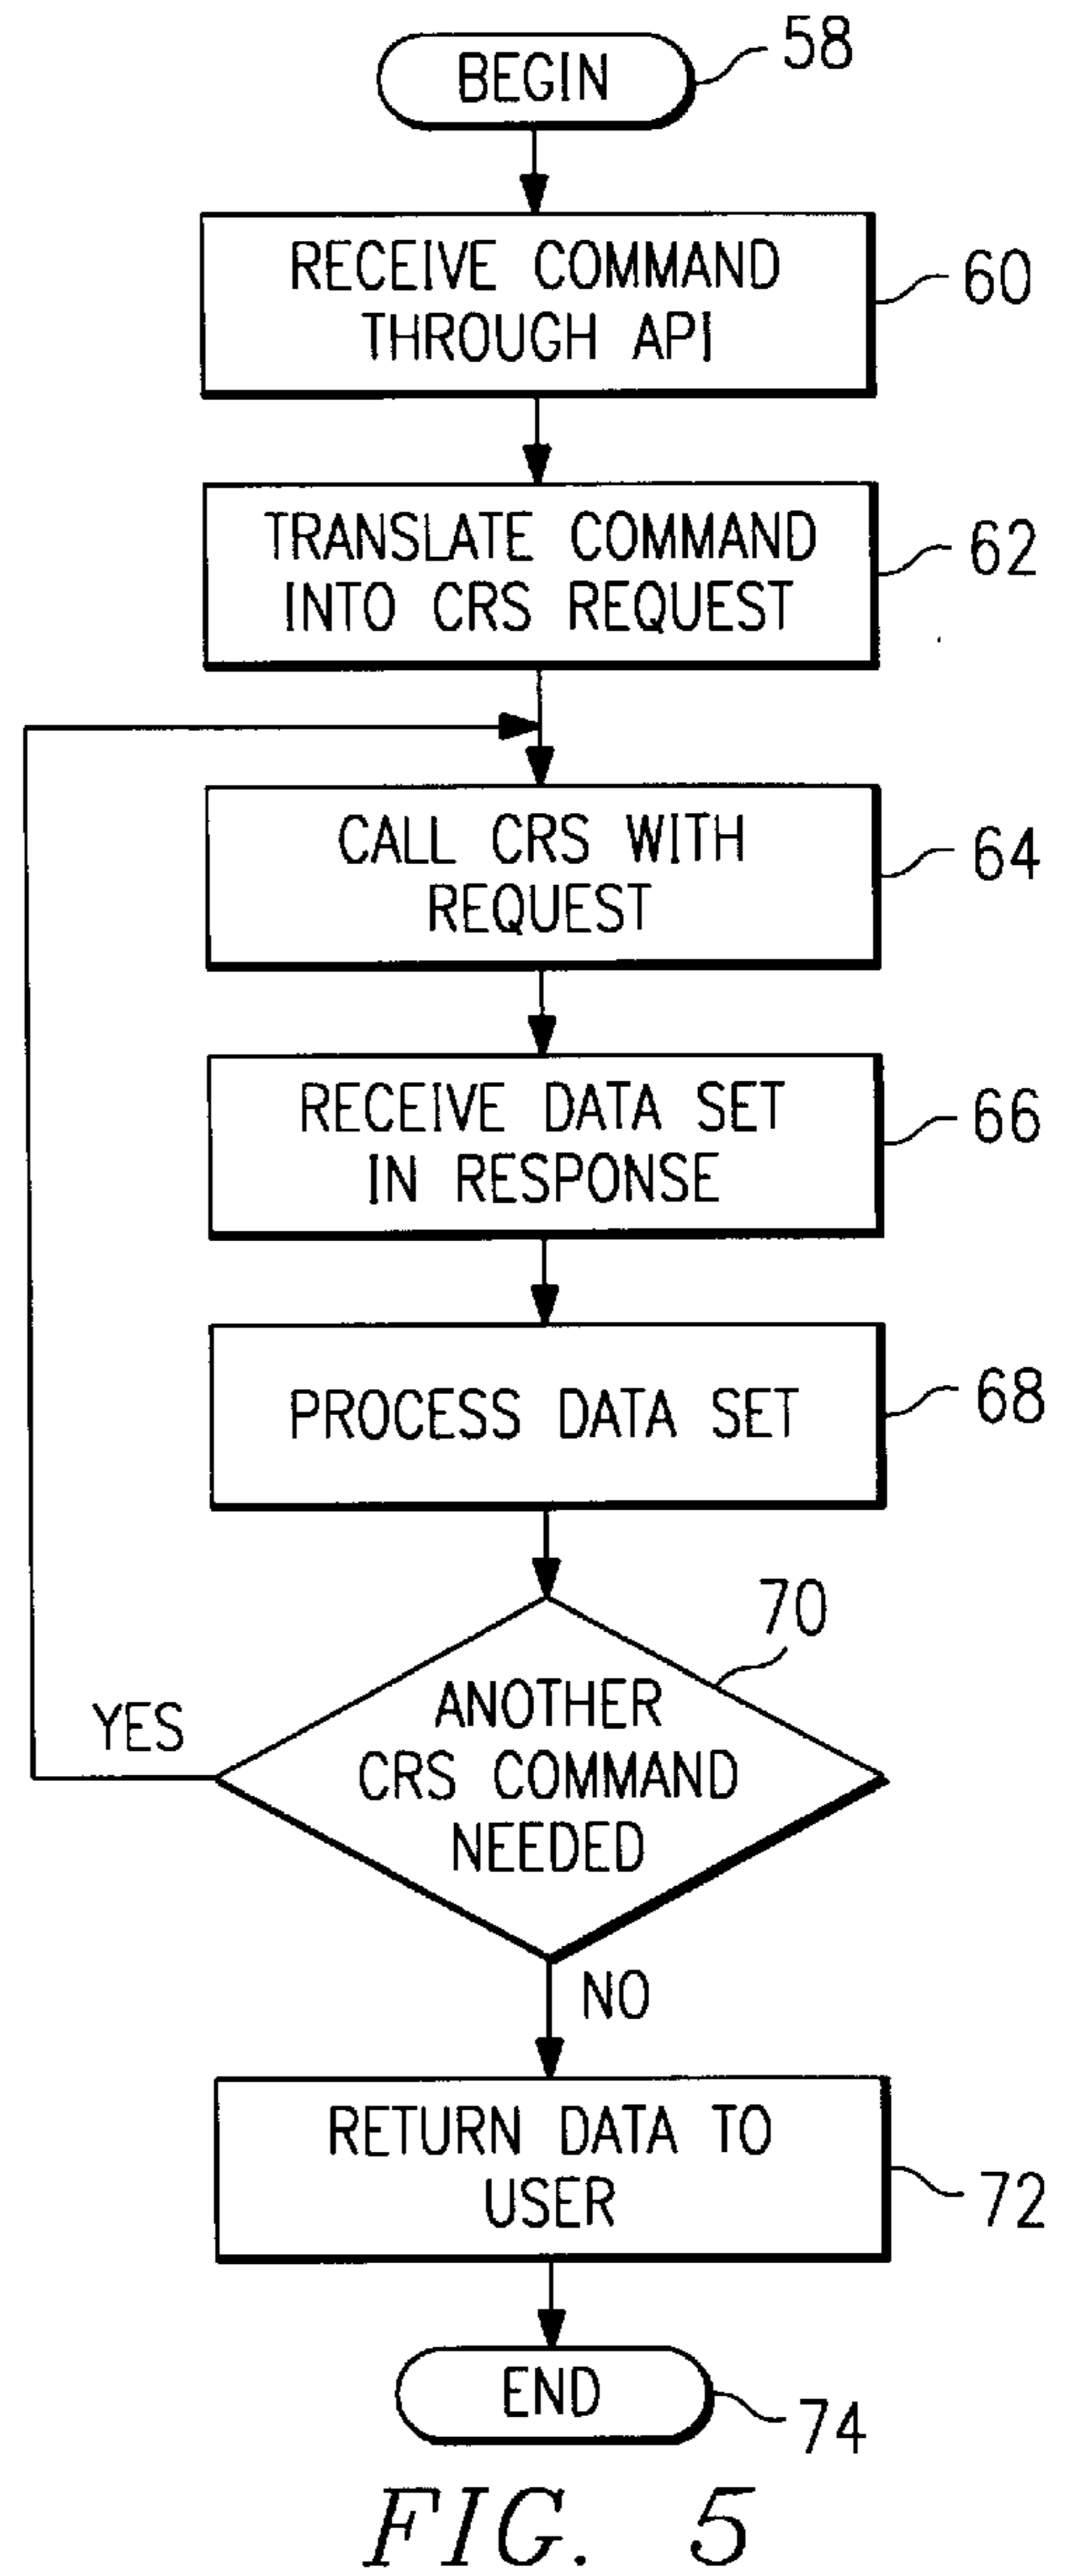 BEGIN
58
RECEIVE COMMAND
THROUGH API
60
TRANSLATE COMMAND
INTO CRS REQUEST
62
CALL CRS WITH
REQUEST
64
RECEIVE DATA SET
IN RESPONSE
66
PROCESS DATA SET
68
70
ANOTHER
CRS COMMAND
NEEDED
YES
NO
RETURN DATA TO
USER
72
END
74
FIG. 5